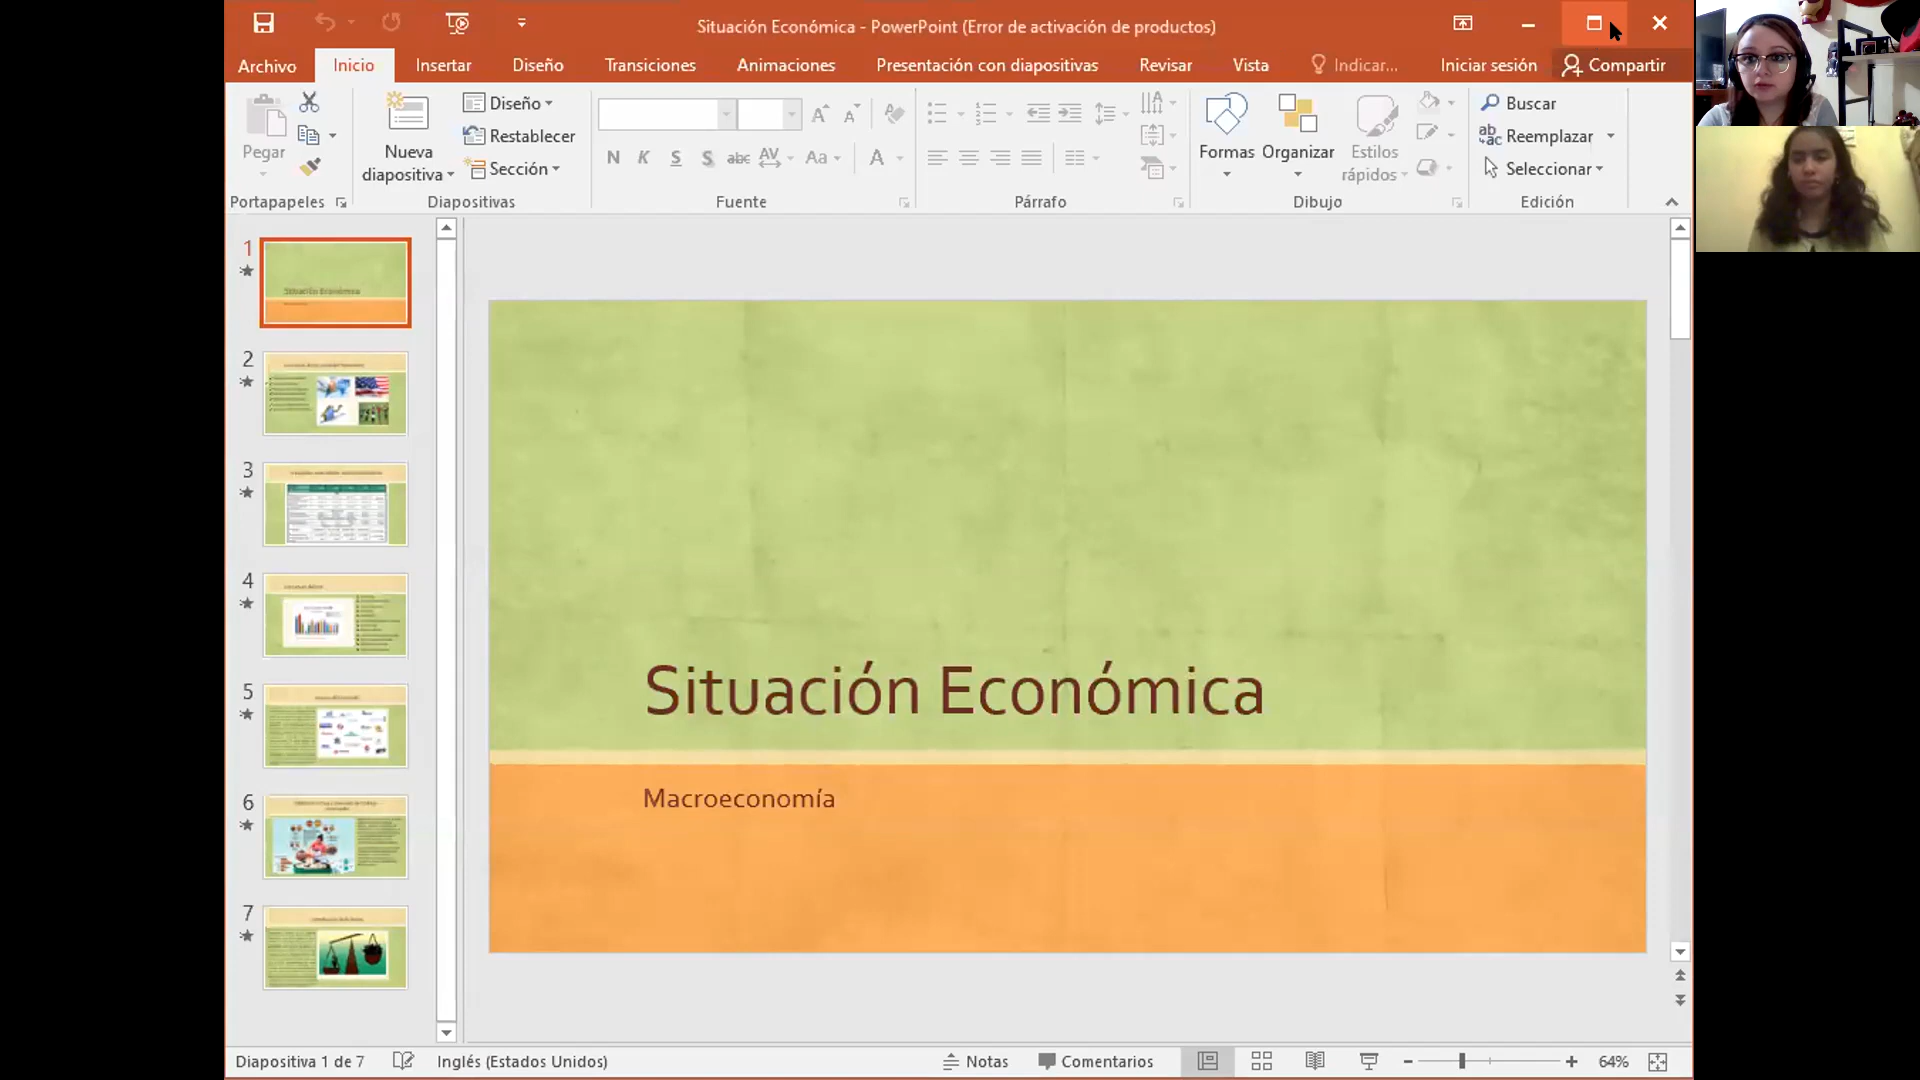 Situación Económica - PowerPoint (Error de activación de productos)
Archivo Inicio Insertar Diseño Transiciones Animaciones Presentación con diapositivas Revisar Vista Indicar... Iniciar sesión Compartir
Pegar
Nueva diapositiva
Diseño
Restablecer
Sección
N K S S abc AV Aa A
Formas Organizar Estilos rápidos
Buscar
Reemplazar
Seleccionar
Portapapeles Diapositivas Fuente Párrafo Dibujo Edición
1
2
3
4
5
6
7
Situación Económica
Macroeconomía
Diapositiva 1 de 7 Inglés (Estados Unidos) Notas Comentarios 64%